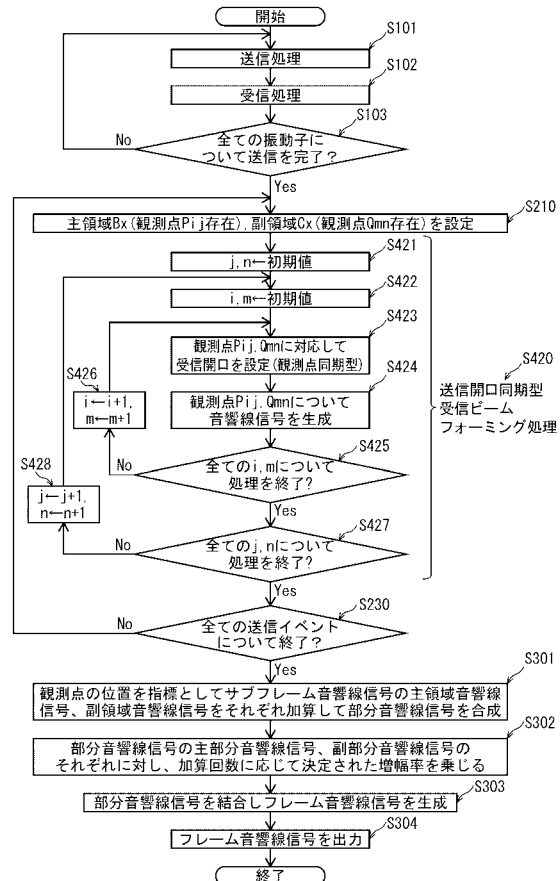 開始
S101
送信処理
S102
受信処理
S103
No
全ての振動子に
ついて送信を完了?
Yes
S210
主領域Bx(観測点Pij存在),副領域Cx(観測点Qmn存在)を設定
S421
j,n←初期値
S422
i,m←初期値
S423
観測点Pij,Qmnに対応して
受信開口を設定(観測点同期型)
S424
観測点Pij,Qmnについて
音響線信号を生成
S426
i←i+1,
m←m+1
S420
送信開口同期型
受信ビーム
フォーミング処理
S425
No
全てのi,mについて
処理を終了?
Yes
S428
j←j+1,
n←n+1
S427
No
全てのj,nについて
処理を終了?
Yes
S230
No
全ての送信イベント
について終了?
Yes
S301
観測点の位置を指標としてサブフレーム音響線信号の主領域音響線
信号、副領域音響線信号をそれぞれ加算して部分音響線信号を合成
S302
部分音響線信号の主部分音響線信号、副部分音響線信号の
それぞれに対し、加算回数に応じて決定された増幅率を乗じる
S303
部分音響線信号を結合しフレーム音響線信号を生成
S304
フレーム音響線信号を出力
終了